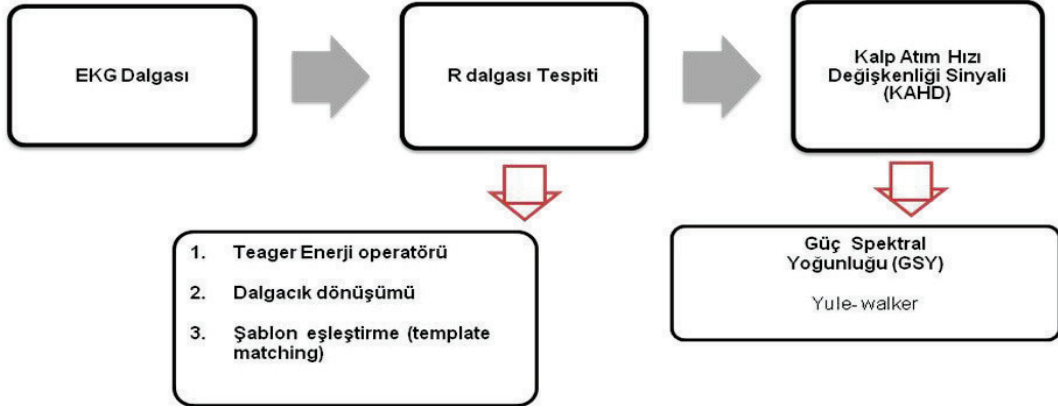 EKG Dalgası
R dalgası Tespiti
Kalp Atım Hızı
Değişkenliği Sinyali
(KAHD)
1. Teager Enerji operatörü
2. Dalgacık dönüşümü
3. Şablon eşleştirme (template
matching)
Güç Spektral
Yoğunluğu (GSY)
Yule-walker